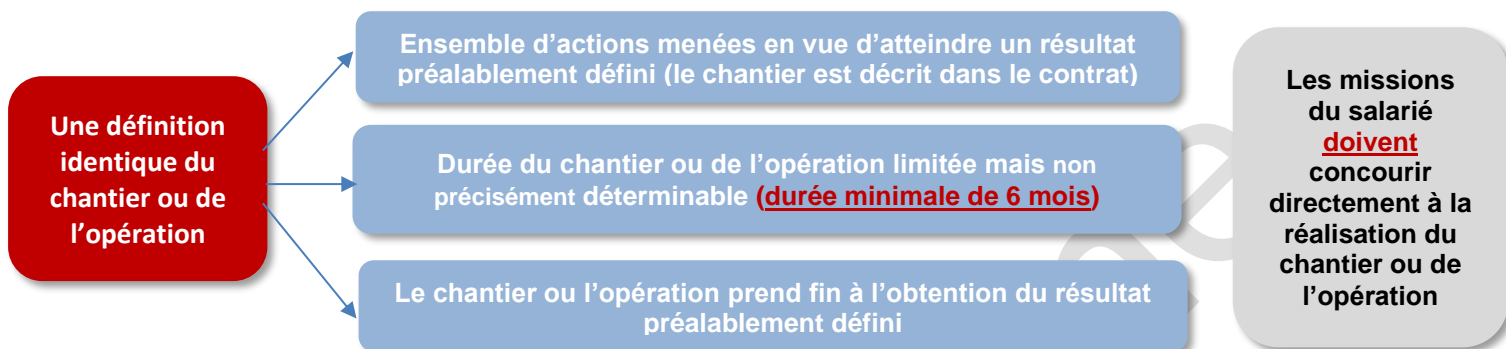 Une définition
identique du
chantier ou de
l’opération
Ensemble d’actions menées en vue d’atteindre un résultat
préalablement défini (le chantier est décrit dans le contrat)
Durée du chantier ou de l’opération limitée mais non
précisément déterminable (durée minimale de 6 mois)
Le chantier ou l’opération prend fin à l’obtention du résultat
préalablement défini
Les missions
du salarié
doivent
concourir
directement à la
réalisation du
chantier ou de
l’opération